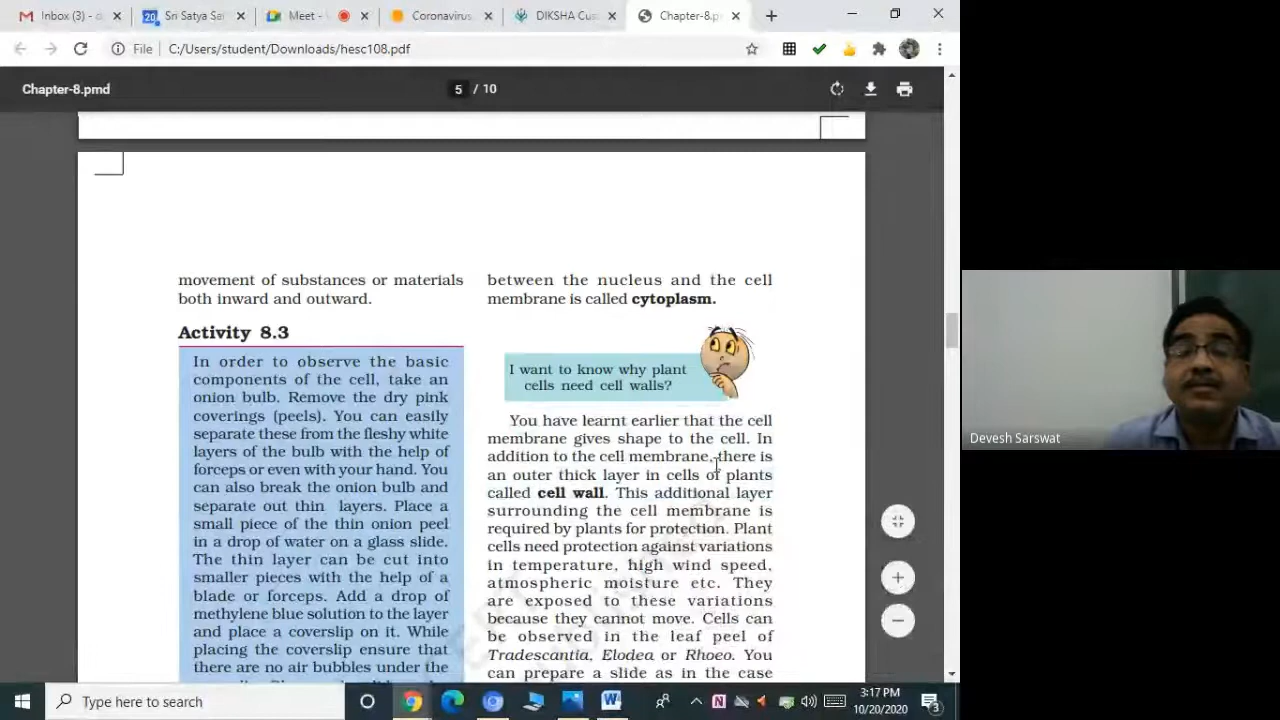 Inbox (3) - d
Sri Satya Sai
Meet -
Coronavirus
DIKSHA Cus
Chapter-8.p
File
C:/Users/student/Downloads/hesc108.pdf
Chapter-8.pmd
5 / 10
movement of substances or materials
both inward and outward.
Activity 8.3
In order to observe the basic
components of the cell, take an
onion bulb. Remove the dry pink
coverings (peels). You can easily
separate these from the fleshy white
layers of the bulb with the help of
forceps or even with your hand. You
can also break the onion bulb and
separate out thin layers. Place a
small piece of the thin onion peel
in a drop of water on a glass slide.
The thin layer can be cut into
smaller pieces with the help of a
blade or forceps. Add a drop of
methylene blue solution to the layer
and place a coverslip on it. While
placing the coverslip ensure that
there are no air bubbles under the
between the nucleus and the cell
membrane is called cytoplasm.
I want to know why plant
cells need cell walls?
You have learnt earlier that the cell
membrane gives shape to the cell. In
addition to the cell membrane, there is
an outer thick layer in cells of plants
called cell wall. This additional layer
surrounding the cell membrane is
required by plants for protection. Plant
cells need protection against variations
in temperature, high wind speed,
atmospheric moisture etc. They
are exposed to these variations
because they cannot move. Cells can
be observed in the leaf peel of
Tradescantia, Elodea or Rhoeo. You
can prepare a slide as in the case
Devesh Sarswat
Type here to search
3:17 PM
10/20/2020
3